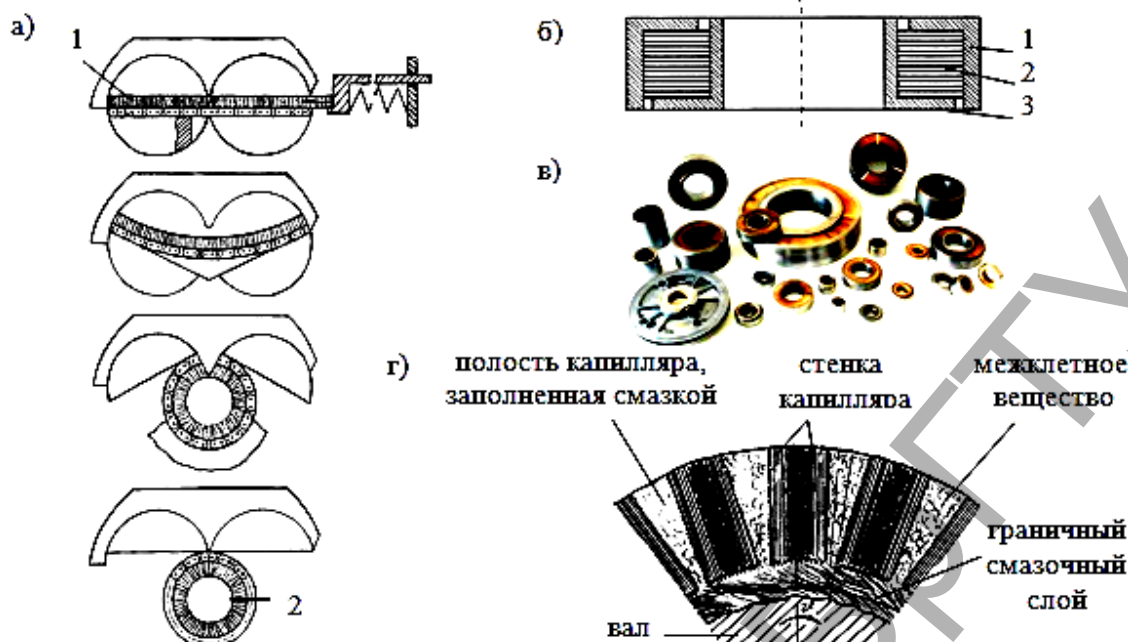 а)
1
2
б)
1
2
3
в)
г)
полость капилляра,
заполненная смазкой
стенка
капилляра
межклетное
вещество
граничный
смазочный
слой
вал